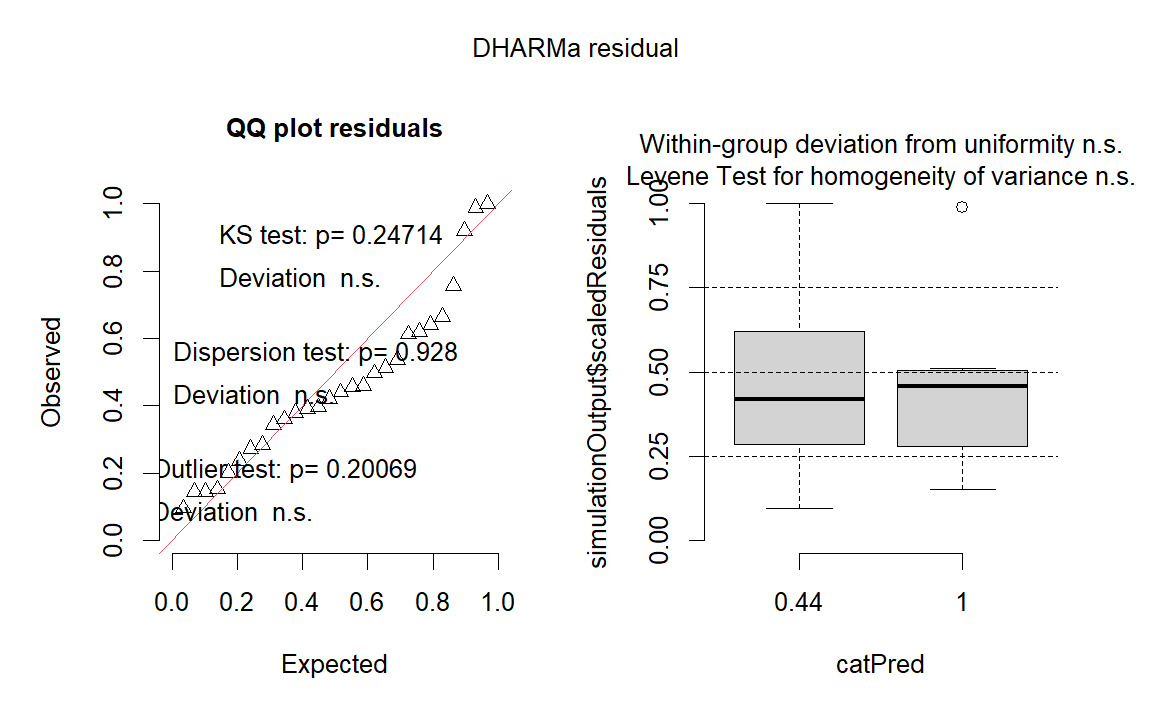 DHARMa residual
QQ plot residuals
KS test: p= 0.24714
Deviation  n.s.
Dispersion test: p= 0.928
Deviation  n.s.
Outlier test: p= 0.20069
Deviation  n.s.
Observed
0.0
0.2
0.4
0.6
0.8
1.0
0.0 0.2 0.4 0.6 0.8 1.0
Expected
Within-group deviation from uniformity n.s.
Levene Test for homogeneity of variance n.s.
simulationOutput$scaledResiduals
0.00
0.25
0.50
0.75
1.00
0.44 1
catPred